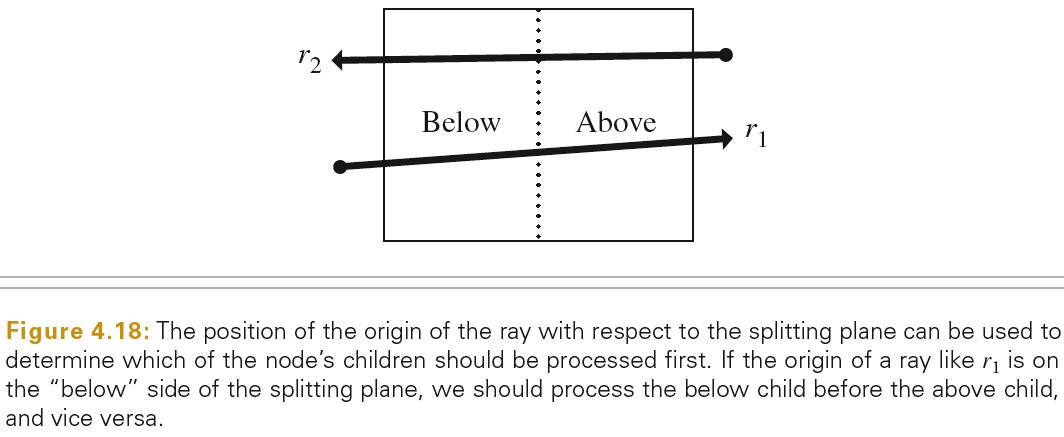 r2
Below Above
r1
Figure 4.18: The position of the origin of the ray with respect to the splitting plane can be used to
determine which of the node’s children should be processed first. If the origin of a ray like r1 is on
the “below” side of the splitting plane, we should process the below child before the above child,
and vice versa.